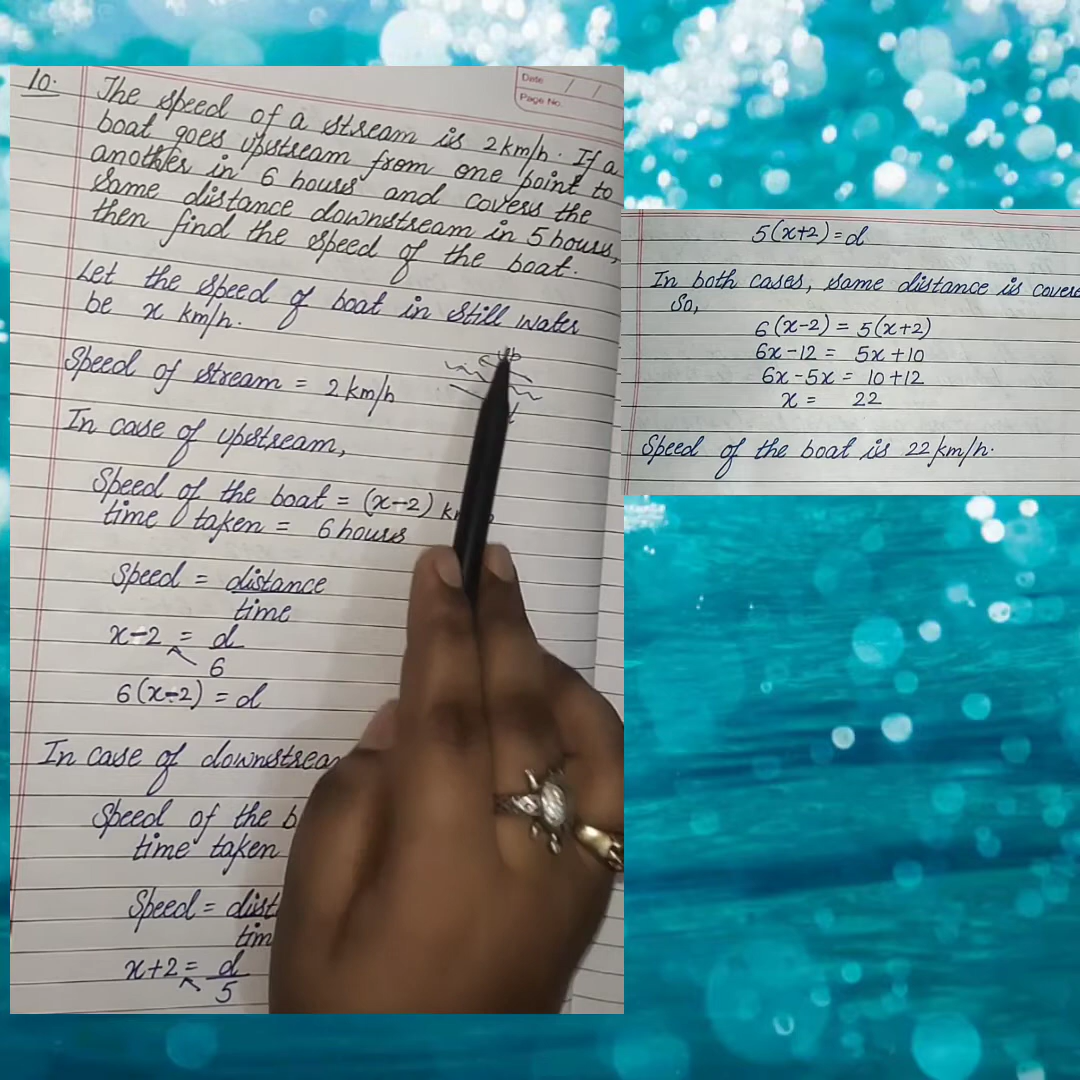 Date / /
Page No.
10. The speed of a stream is 2 km/h. If a
boat goes upstream from one point to
another in 6 hours and covers the
same distance downstream in 5 hours,
then find the speed of the boat.
Let the speed of boat in still water
be x km/h.
Speed of stream = 2 km/h
In case of upstream,
Speed of the boat = (x-2)
time taken = 6 hours
Speed = distance
time
x-2 = d
6
6(x-2) = d
In case of
Speed of the
time taken
Speed =
x+2 = d
5
5(x+2) = d
In both cases, same distance is
So,
6(x-2) = 5(x+2)
6x-12 = 5x+10
6x-5x = 10+12
x = 22
Speed of the boat is 22 km/h.